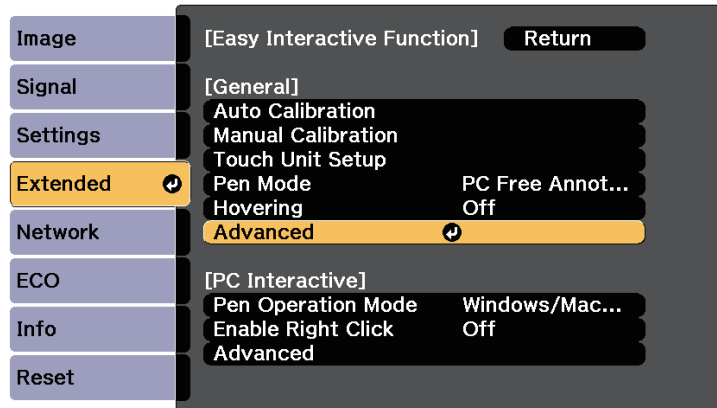 Image
Signal
Settings
Extended
Network
ECO
Info
Reset
[Easy Interactive Function] Return
[General]
Auto Calibration
Manual Calibration
Touch Unit Setup
Pen Mode PC Free Annot...
Hovering Off
Advanced
[PC Interactive]
Pen Operation Mode Windows/Mac...
Enable Right Click Off
Advanced